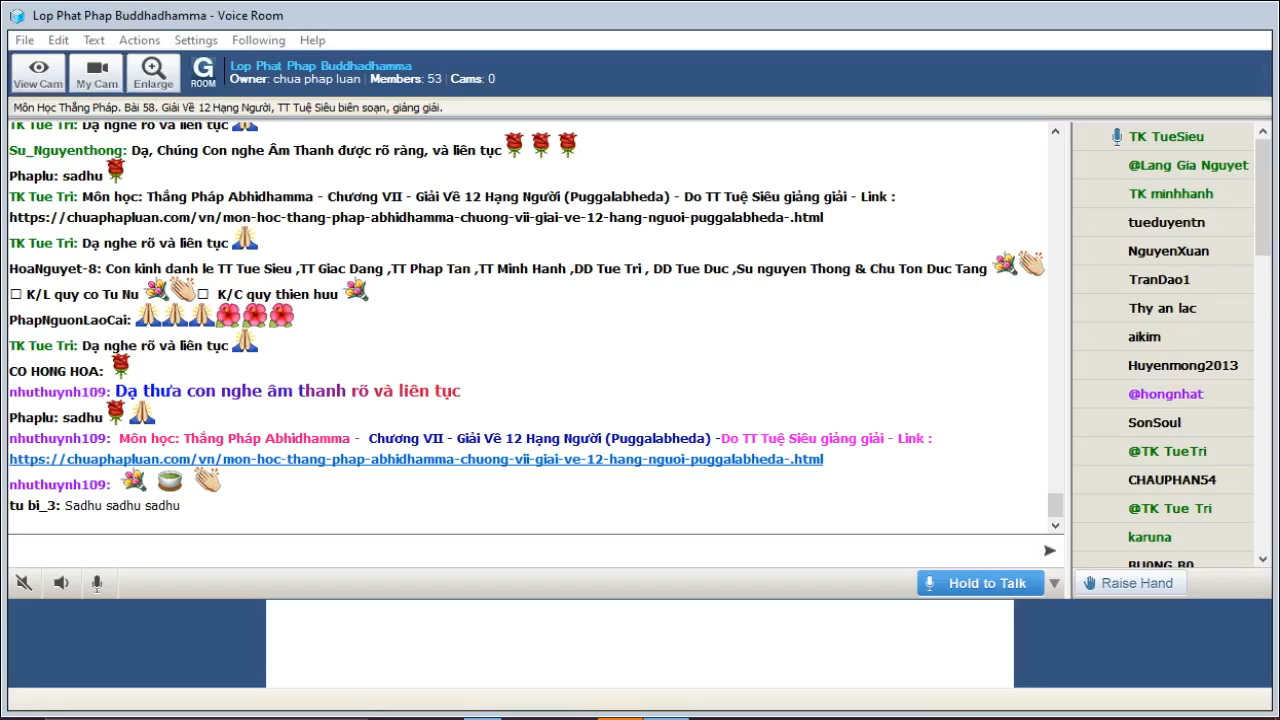 Lop Phat Phap Buddhadhamma - Voice Room
File Edit Text Actions Settings Following Help
View Cam My Cam Enlarge G ROOM
Lop Phat Phap Buddhadhamma
Owner: chua phap luan | Members: 53 | Cams: 0
Môn Học Thắng Pháp. Bài 58. Giải Về 12 Hạng Người, TT Tuệ Siêu biên soạn, giảng giải.
TK Tue Tri: Dạ nghe rõ và liên tục
Su_Nguyenthong: Dạ, Chúng Con nghe Âm Thanh được rõ ràng, và liên tục
Phaplu: sadhu
TK Tue Tri: Môn học: Thắng Pháp Abhidhamma - Chương VII - Giải Về 12 Hạng Người (Puggalabheda) - Do TT Tuệ Siêu giảng giải - Link :
https://chuaphapluan.com/vn/mon-hoc-thang-phap-abhidhamma-chuong-vii-giai-ve-12-hang-nguoi-puggalabheda-.html
TK Tue Tri: Dạ nghe rõ và liên tục
HoaNguyet-8: Con kinh danh le TT Tue Sieu ,TT Giac Dang ,TT Phap Tan ,TT Minh Hanh ,DD Tue Tri , DD Tue Duc ,Su nguyen Thong & Chu Ton Duc Tang
K/L quy co Tu Nu K/C quy thien huu
PhapNguonLaoCai:
TK Tue Tri: Dạ nghe rõ và liên tục
CO HONG HOA:
nhuthuynh109: Dạ thưa con nghe âm thanh rõ và liên tục
Phaplu: sadhu
nhuthuynh109: Môn học: Thắng Pháp Abhidhamma - Chương VII - Giải Về 12 Hạng Người (Puggalabheda) -Do TT Tuệ Siêu giảng giải - Link :
https://chuaphapluan.com/vn/mon-hoc-thang-phap-abhidhamma-chuong-vii-giai-ve-12-hang-nguoi-puggalabheda-.html
nhuthuynh109:
tu bi_3: Sadhu sadhu sadhu
TK TueSieu
@Lang Gia Nguyet
TK minhhanh
tueduyentn
NguyenXuan
TranDao1
Thy an lac
aikim
Huyenmong2013
@hongnhat
SonSoul
@TK TueTri
CHAUPHAN54
@TK Tue Tri
karuna
Hold to Talk
Raise Hand